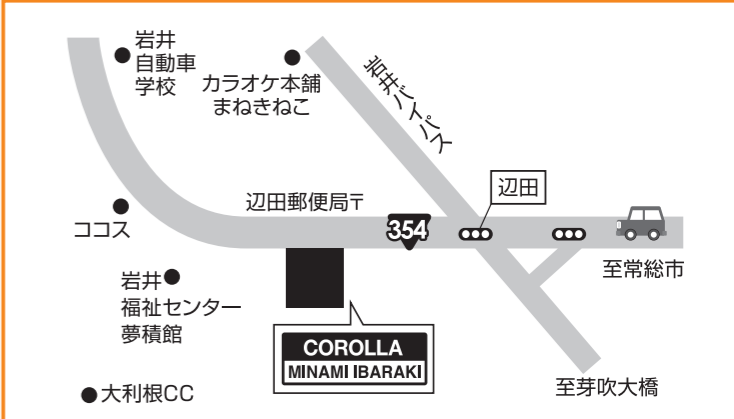 岩井
自動車
学校
カラオケ本舗
まねきねこ
岩井バイパス
辺田
辺田郵便局〒
354
ココス
至常総市
岩井
福祉センター
夢積館
COROLLA
MINAMI IBARAKI
大利根CC
至芽吹大橋